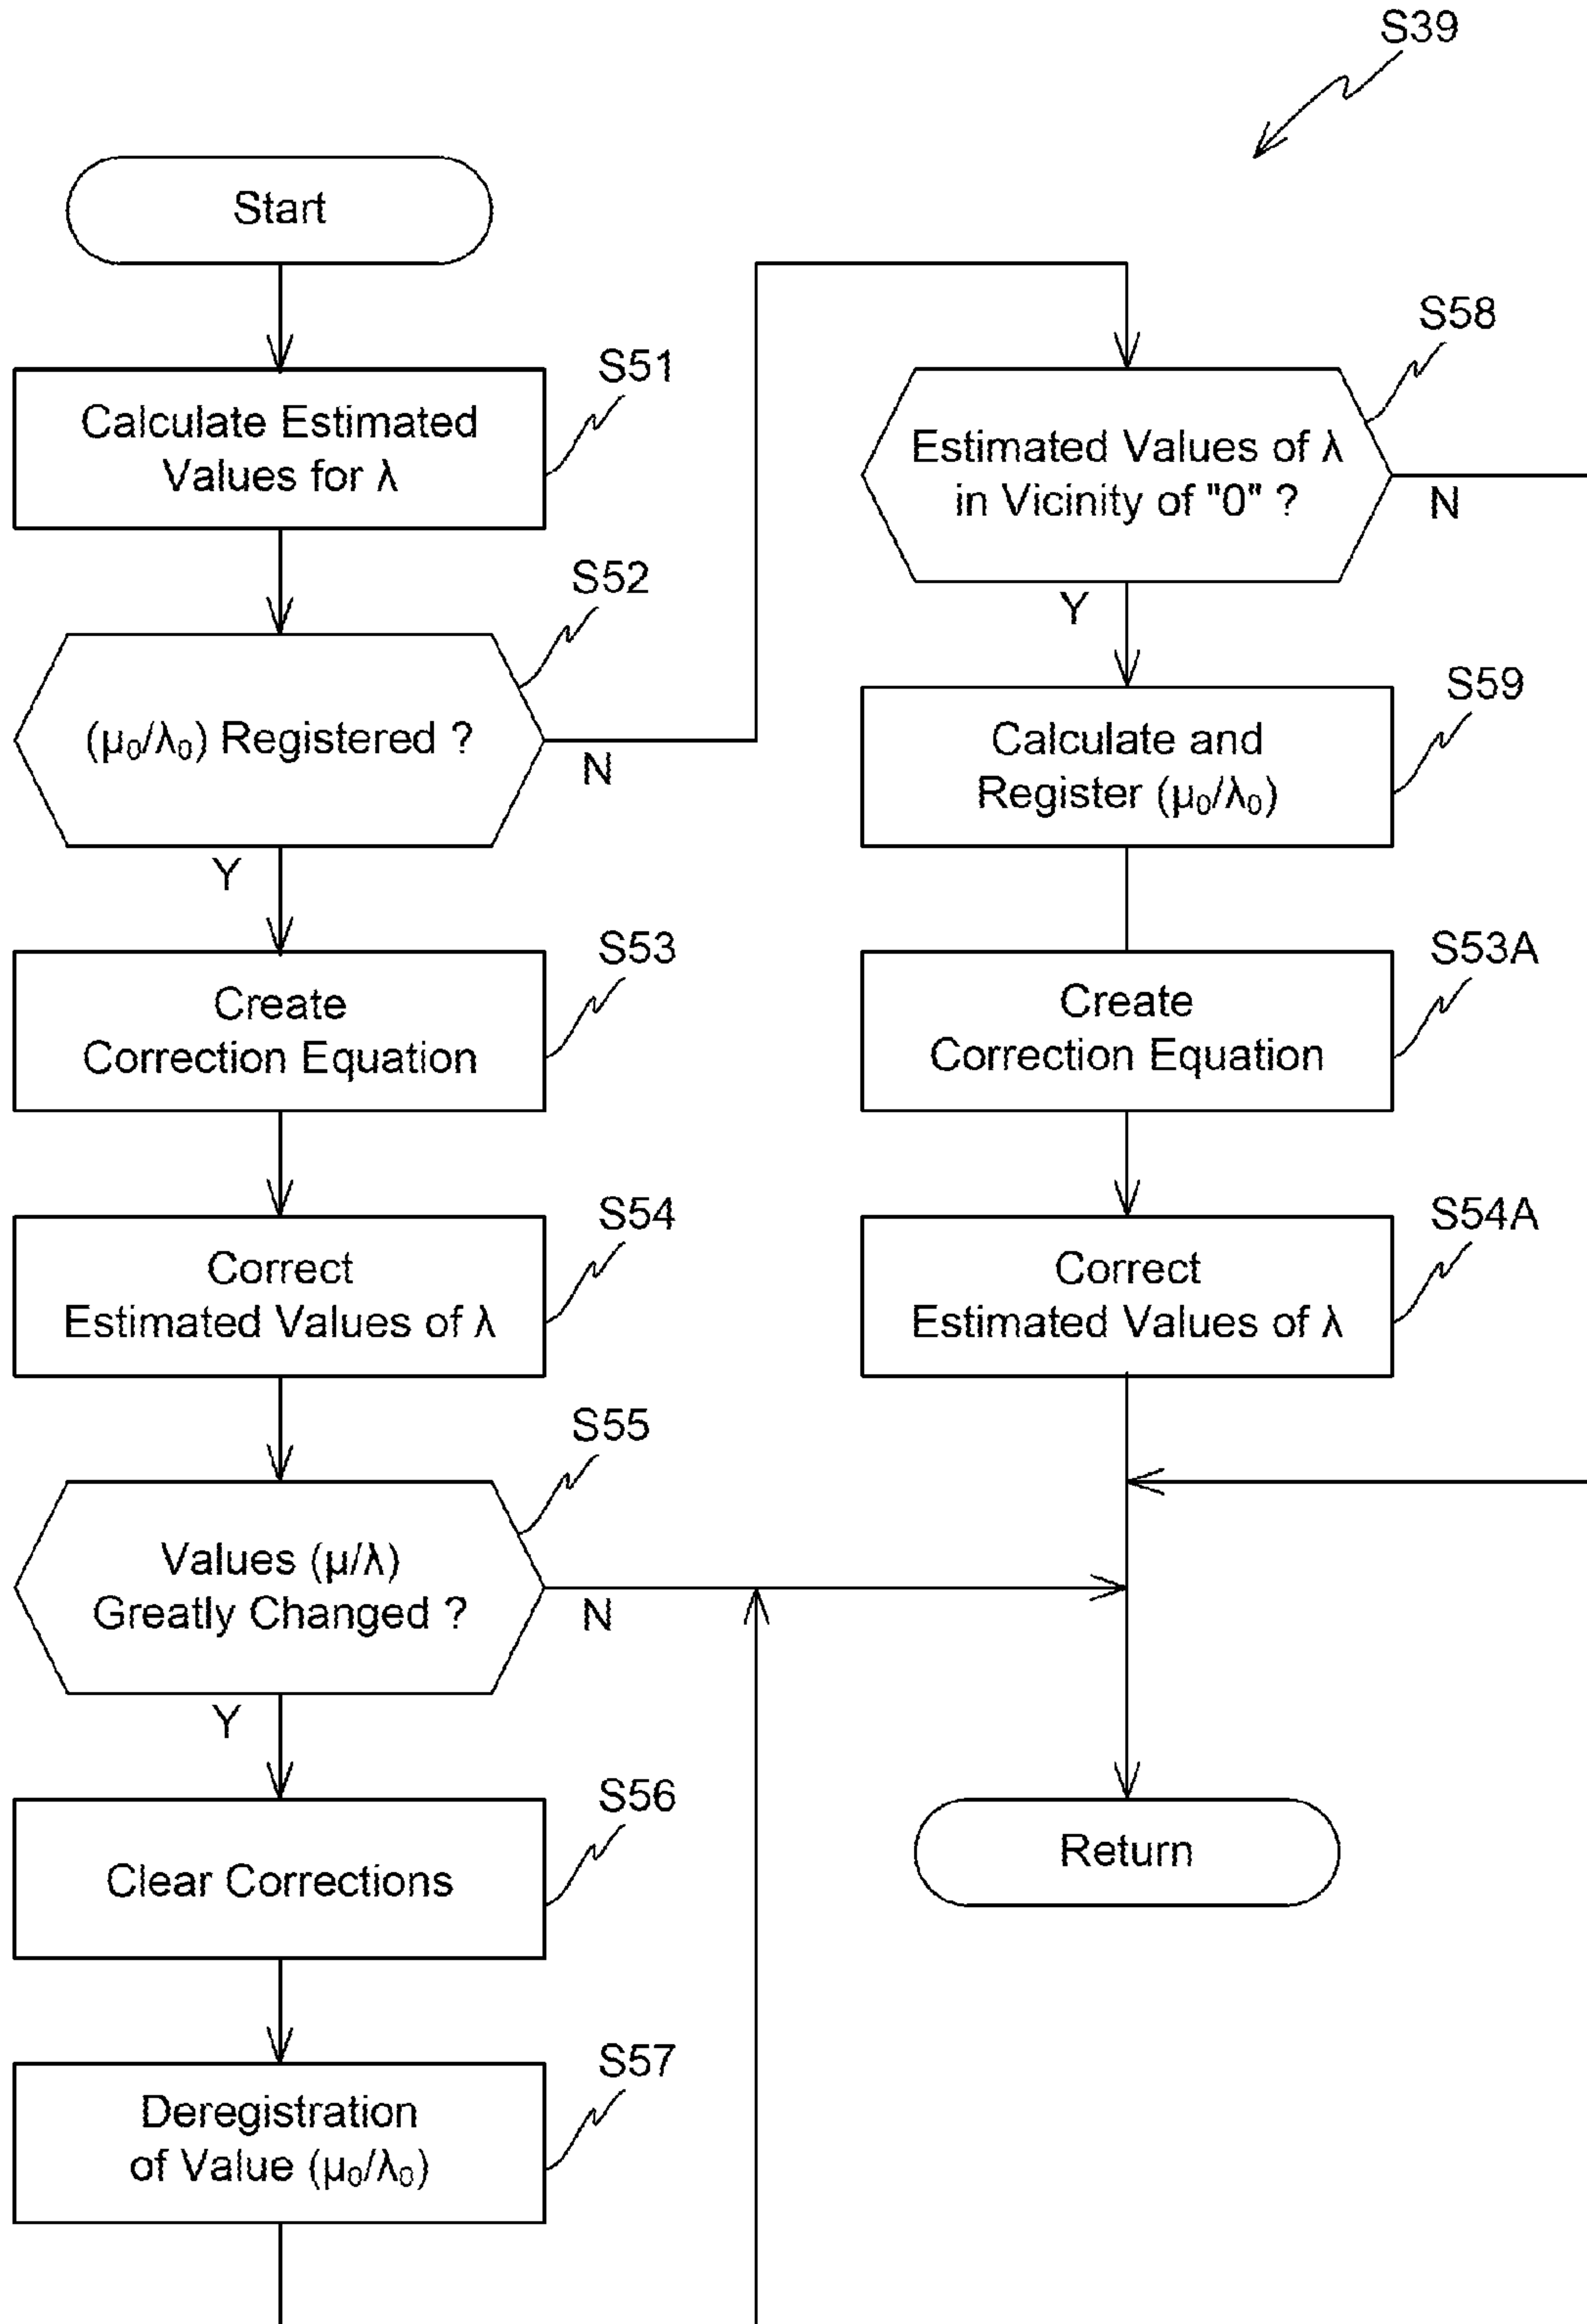 S39
Start
S51
Calculate Estimated
Values for λ
S52
(μ₀/λ₀) Registered ?
N
Y
S53
Create
Correction Equation
S54
Correct
Estimated Values of λ
S55
Values (μ/λ)
Greatly Changed ?
N
Y
S56
Clear Corrections
S57
Deregistration
of Value (μ₀/λ₀)
S58
Estimated Values of λ
in Vicinity of "0" ?
N
Y
S59
Calculate and
Register (μ₀/λ₀)
S53A
Create
Correction Equation
S54A
Correct
Estimated Values of λ
Return